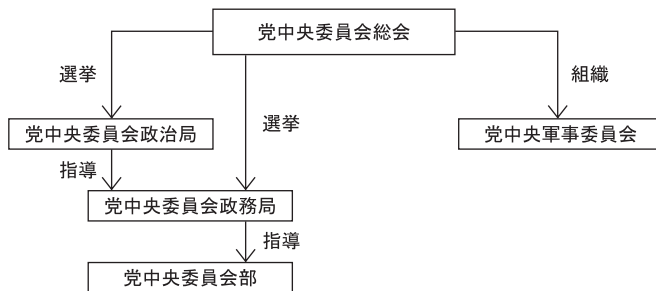 党中央委員会総会
選挙
組織
選挙
党中央委員会政治局
党中央軍事委員会
指導
党中央委員会政務局
指導
党中央委員会部